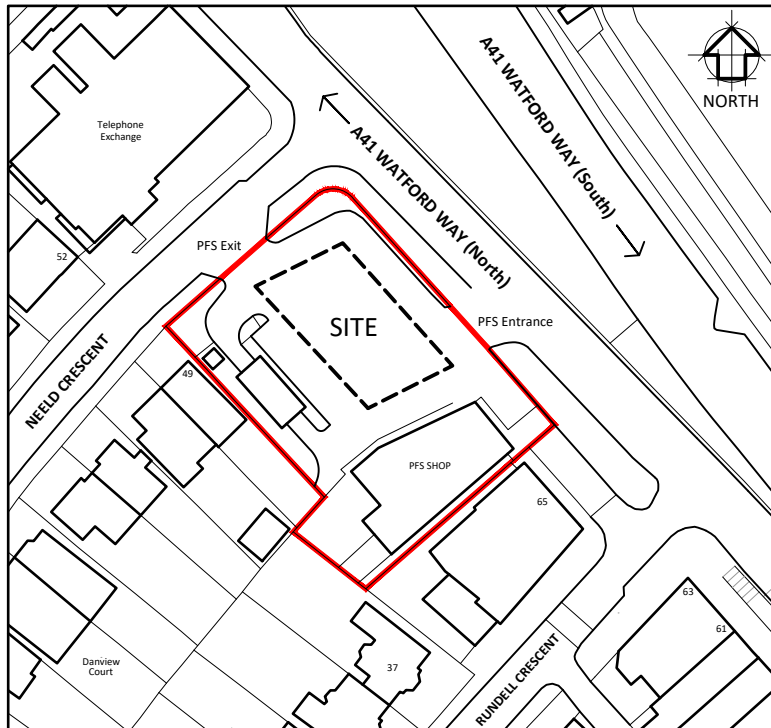 NORTH
A41 WATFORD WAY (South)
A41 WATFORD WAY (North)
Telephone
Exchange
52
PFS Exit
SITE
PFS Entrance
NEELD CRESCENT
49
PFS SHOP
65
63
61
37
Danview
Court
RUNDELL CRESCENT